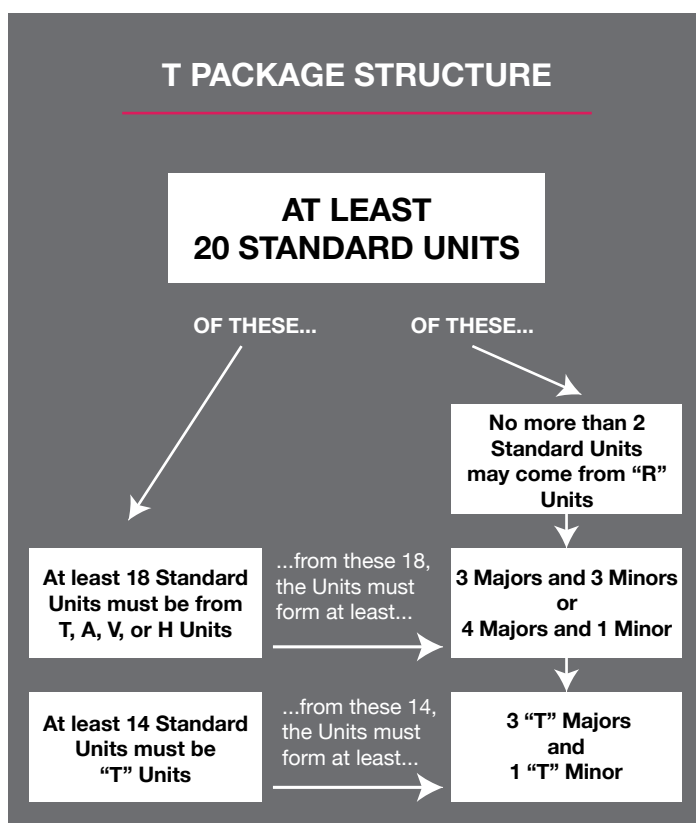 T PACKAGE STRUCTURE
AT LEAST
20 STANDARD UNITS
OF THESE...
OF THESE...
No more than 2
Standard Units
may come from “R”
Units
At least 18 Standard
Units must be from
T, A, V, or H Units
...from these 18,
the Units must
form at least...
3 Majors and 3 Minors
or
4 Majors and 1 Minor
At least 14 Standard
Units must be
“T” Units
...from these 14,
the Units must
form at least...
3 “T” Majors
and
1 “T” Minor